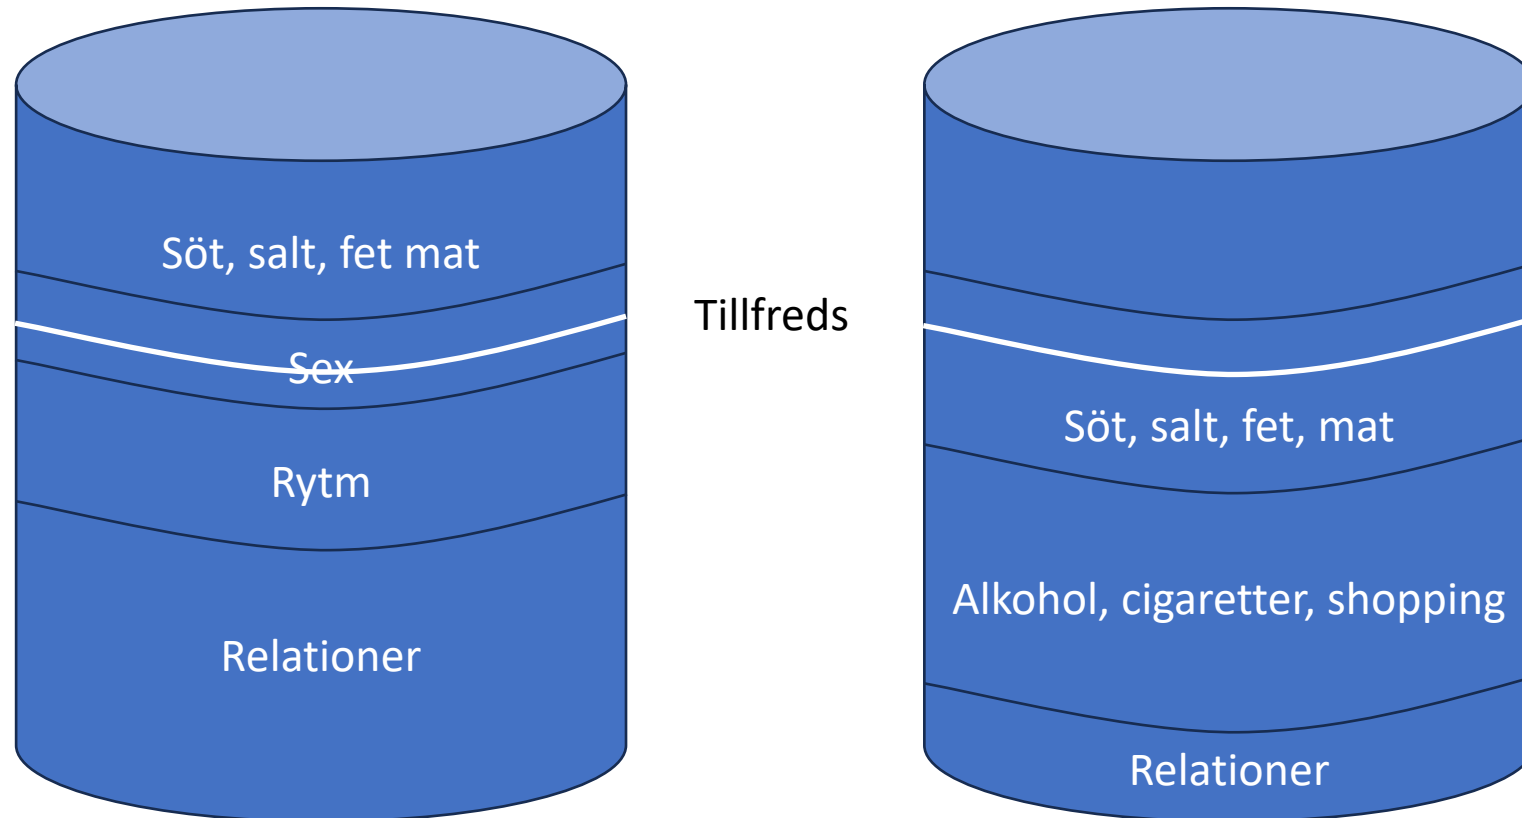 Söt, salt, fet mat
Sex
Rytm
Relationer
Tillfreds
Söt, salt, fet, mat
Alkohol, cigaretter, shopping
Relationer